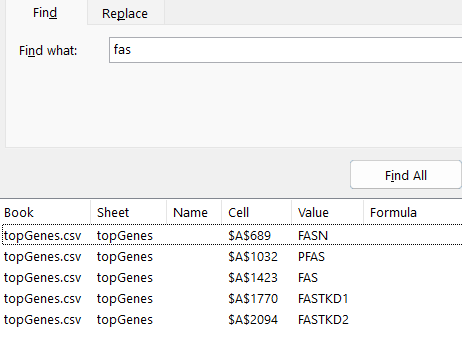 Find Replace
Find what: fas
Find All
Book Sheet Name Cell Value Formula
topGenes.csv topGenes $A$689 FASN
topGenes.csv topGenes $A$1032 PFAS
topGenes.csv topGenes $A$1423 FAS
topGenes.csv topGenes $A$1770 FASTKD1
topGenes.csv topGenes $A$2094 FASTKD2